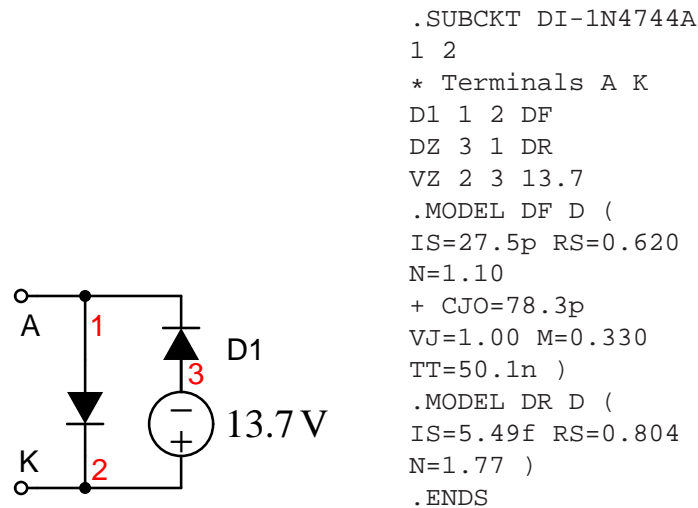 .SUBCKT DI-1N4744A
1 2
* Terminals A K
D1 1 2 DF
DZ 3 1 DR
VZ 2 3 13.7
.MODEL DF D (
IS=27.5p RS=0.620
N=1.10
+ CJO=78.3p
VJ=1.00 M=0.330
TT=50.1n )
.MODEL DR D (
IS=5.49f RS=0.804
N=1.77 )
.ENDS
A
1
D1
3
13.7 V
K
2